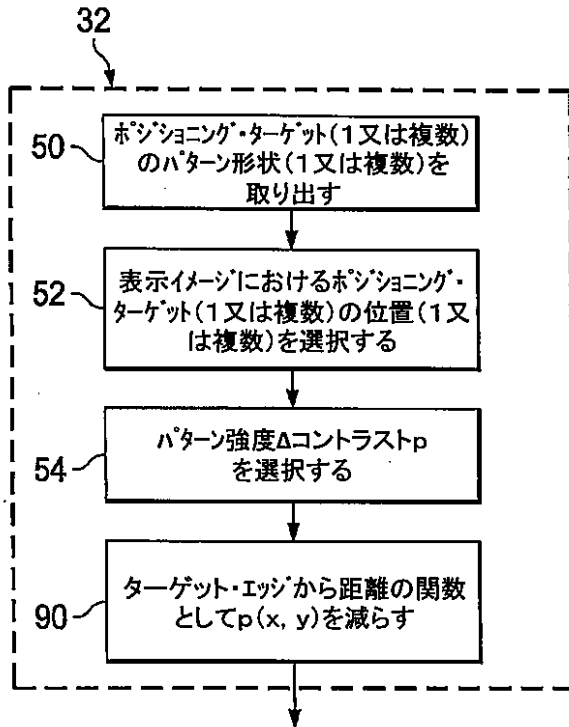 32
50
ポジショニング・ターゲット(1又は複数)
のパターン形状(1又は複数)を
取り出す
52
表示イメージにおけるポジショニング・
ターゲット(1又は複数)の位置(1又
は複数)を選択する
54
パターン強度Δコントラストp
を選択する
90
ターゲット・エッジから距離の関数
としてp(x, y)を減らす